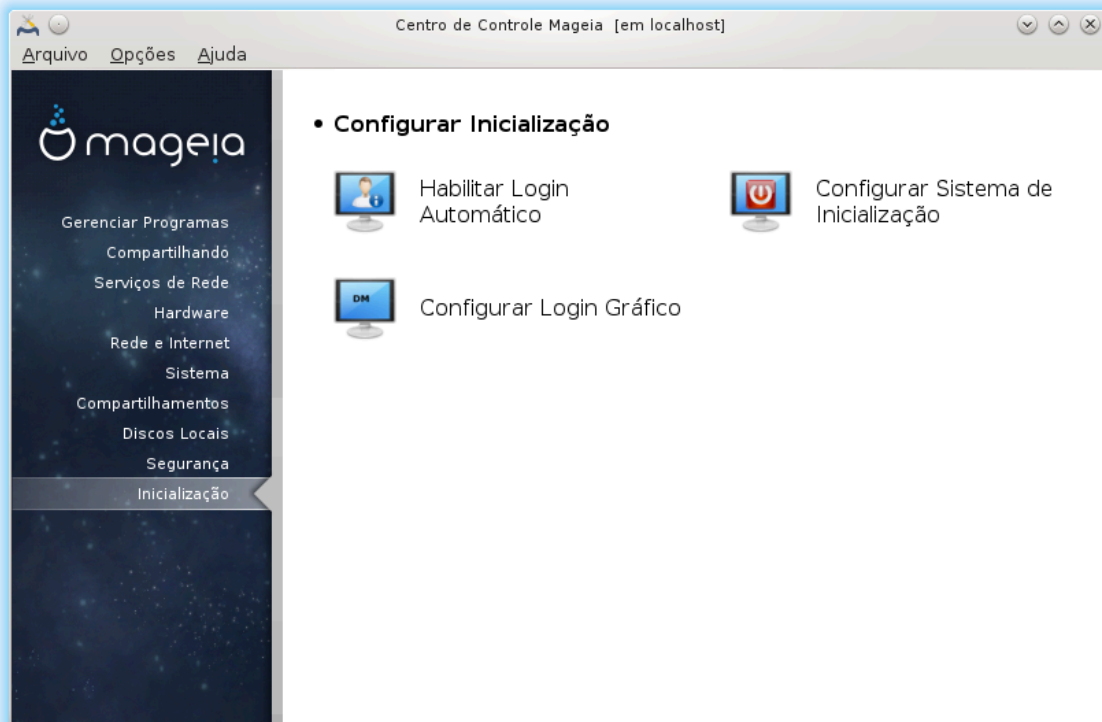 Centro de Controle Mageia [em localhost]
Arquivo Opções Ajuda
mageia
Gerenciar Programas
Compartilhando
Serviços de Rede
Hardware
Rede e Internet
Sistema
Compartilhamentos
Discos Locais
Segurança
Inicialização
• Configurar Inicialização
Habilitar Login
Automático
Configurar Sistema de
Inicialização
DM
Configurar Login Gráfico